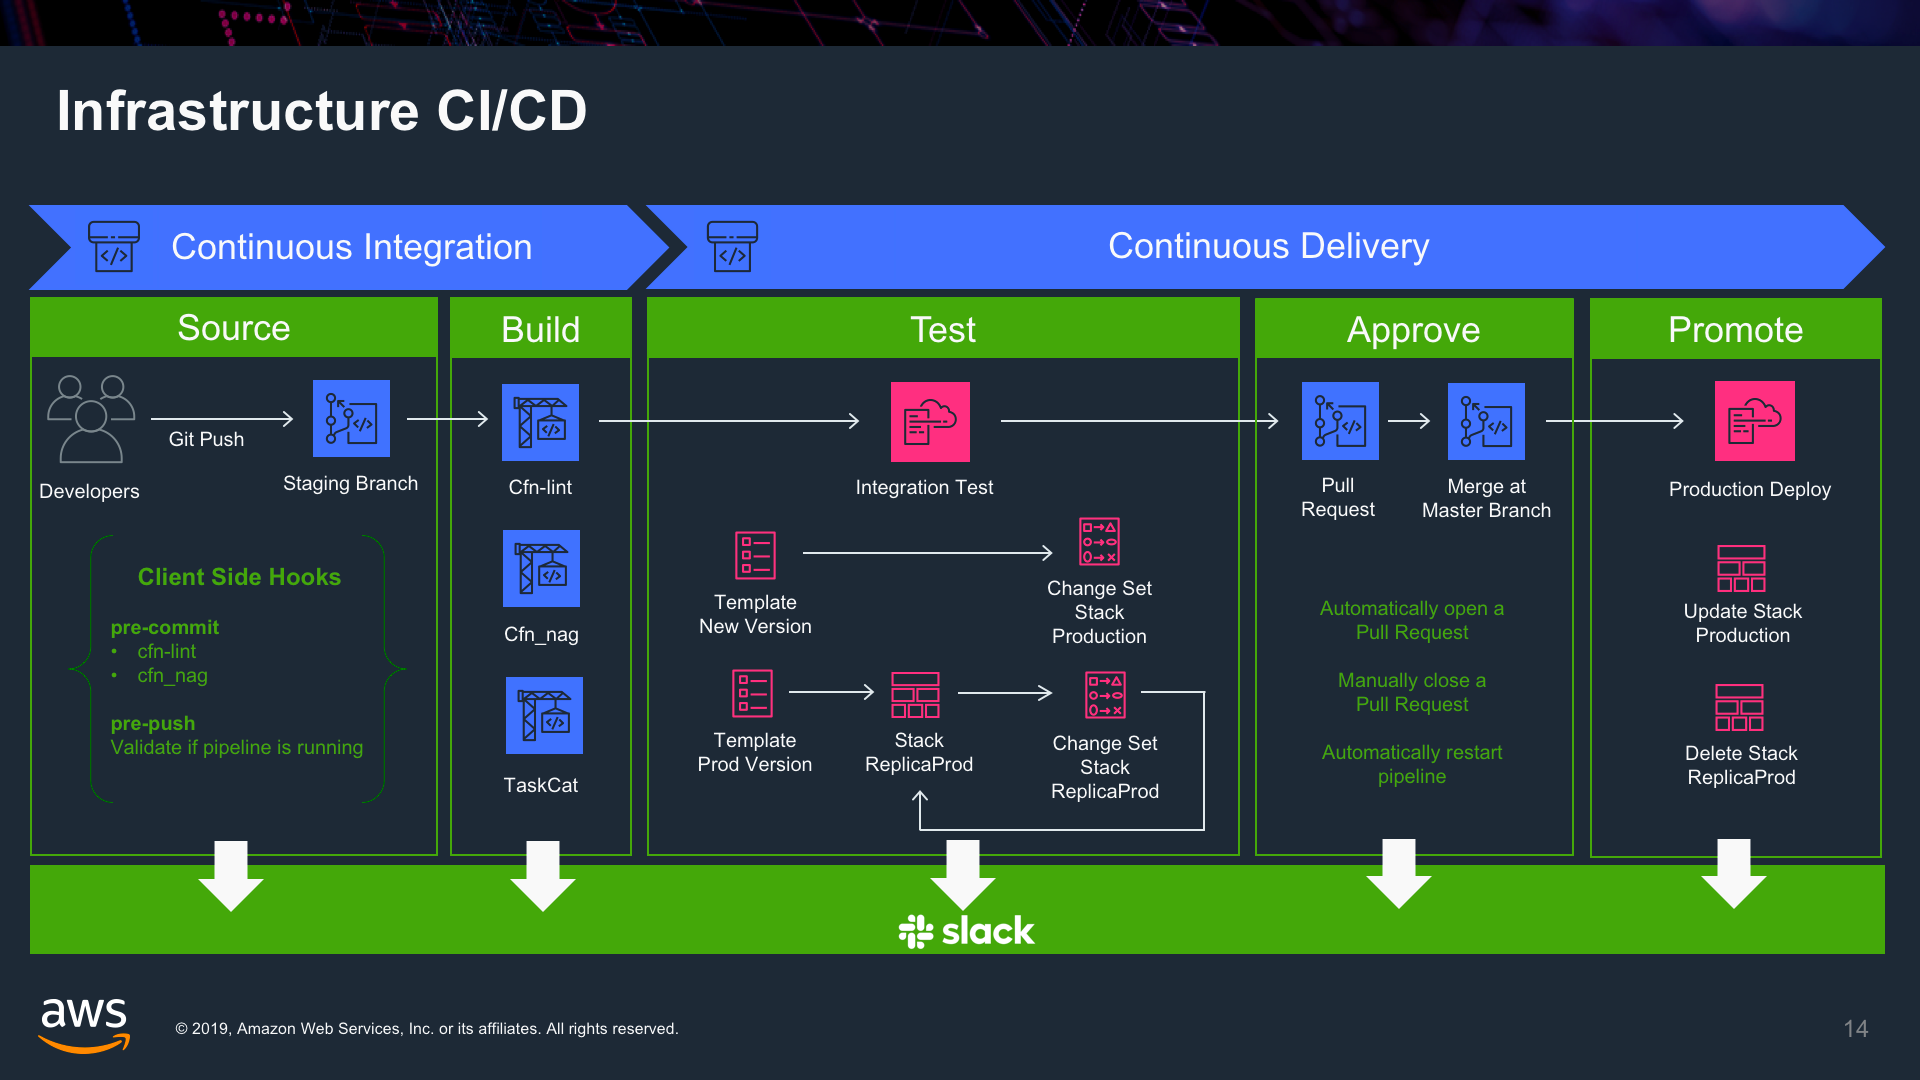 Infrastructure CI/CD
Continuous Integration
Continuous Delivery
Source
Build
Test
Approve
Promote
Git Push
Developers
Staging Branch
Client Side Hooks
pre-commit
• cfn-lint
• cfn_nag
pre-push
Validate if pipeline is running
Cfn-lint
Cfn_nag
TaskCat
Integration Test
Template
New Version
Change Set
Stack
Production
Template
Prod Version
Stack
ReplicaProd
Change Set
Stack
ReplicaProd
Pull
Request
Merge at
Master Branch
Automatically open a
Pull Request
Manually close a
Pull Request
Automatically restart
pipeline
Production Deploy
Update Stack
Production
Delete Stack
ReplicaProd
slack
aws
© 2019, Amazon Web Services, Inc. or its affiliates. All rights reserved.
14